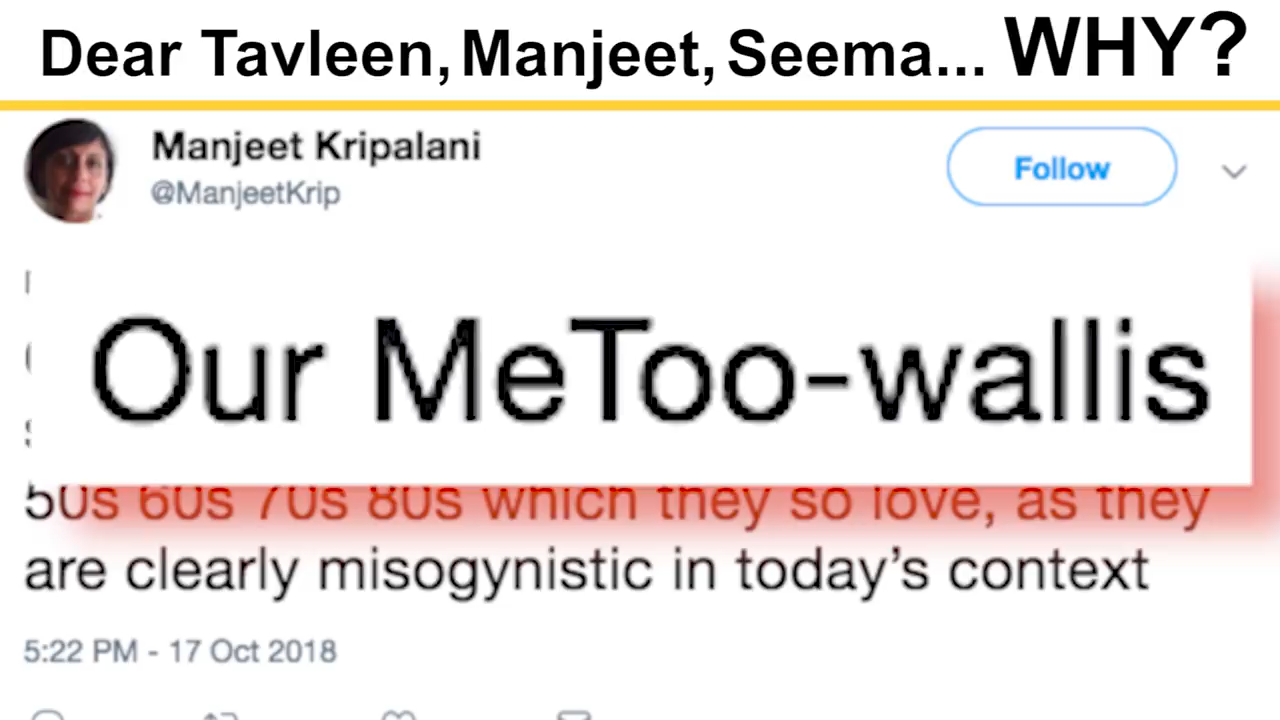 Dear Tavleen, Manjeet, Seema... WHY?
Manjeet Kripalani
@ManjeetKrip
Follow
Our MeToo-wallis
50s 60s 70s 80s which they so love, as they
are clearly misogynistic in today's context
5:22 PM - 17 Oct 2018